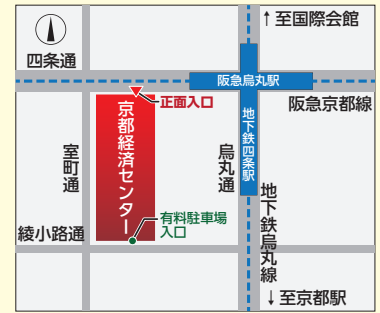 ↑至国際会館
四条通
阪急烏丸駅
阪急京都線
正面入口
京都経済センター
地下鉄四条駅
室町通
烏丸通
地下鉄烏丸線
有料駐車場
入口
綾小路通
↓至京都駅